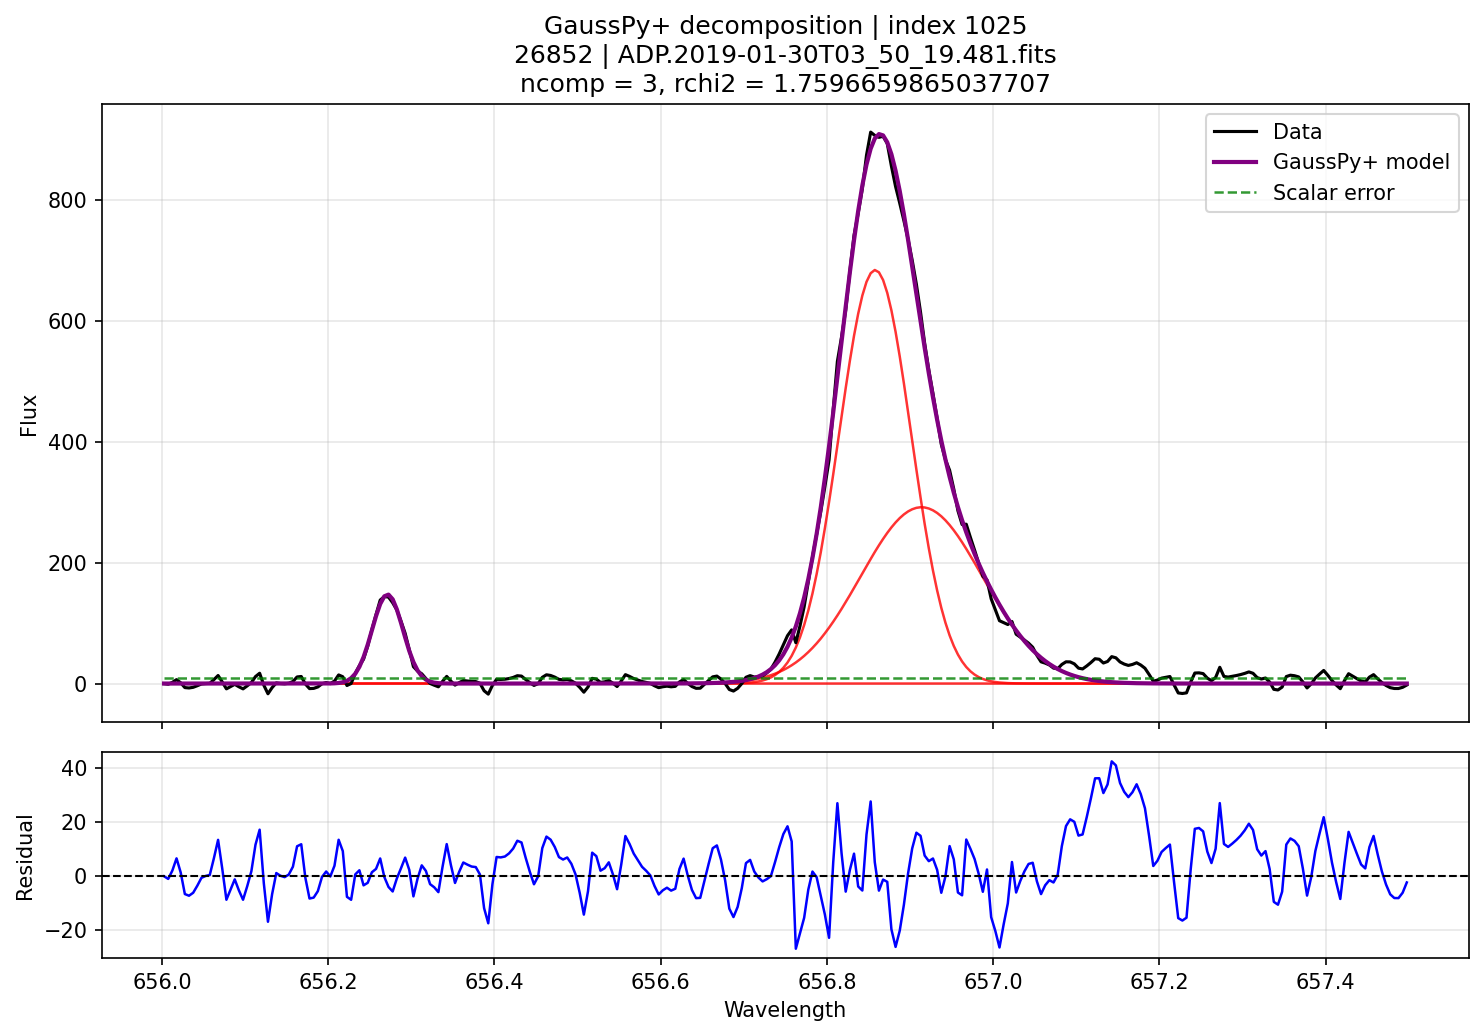 GaussPy+ decomposition | index 1025
26852 | ADP.2019-01-30T03_50_19.481.fits
ncomp = 3, rchi2 = 1.7596659865037707
Data
GaussPy+ model
Scalar error
Flux
800
600
400
200
0
Residual
40
20
0
−20
656.0 656.2 656.4 656.6 656.8 657.0 657.2 657.4
Wavelength